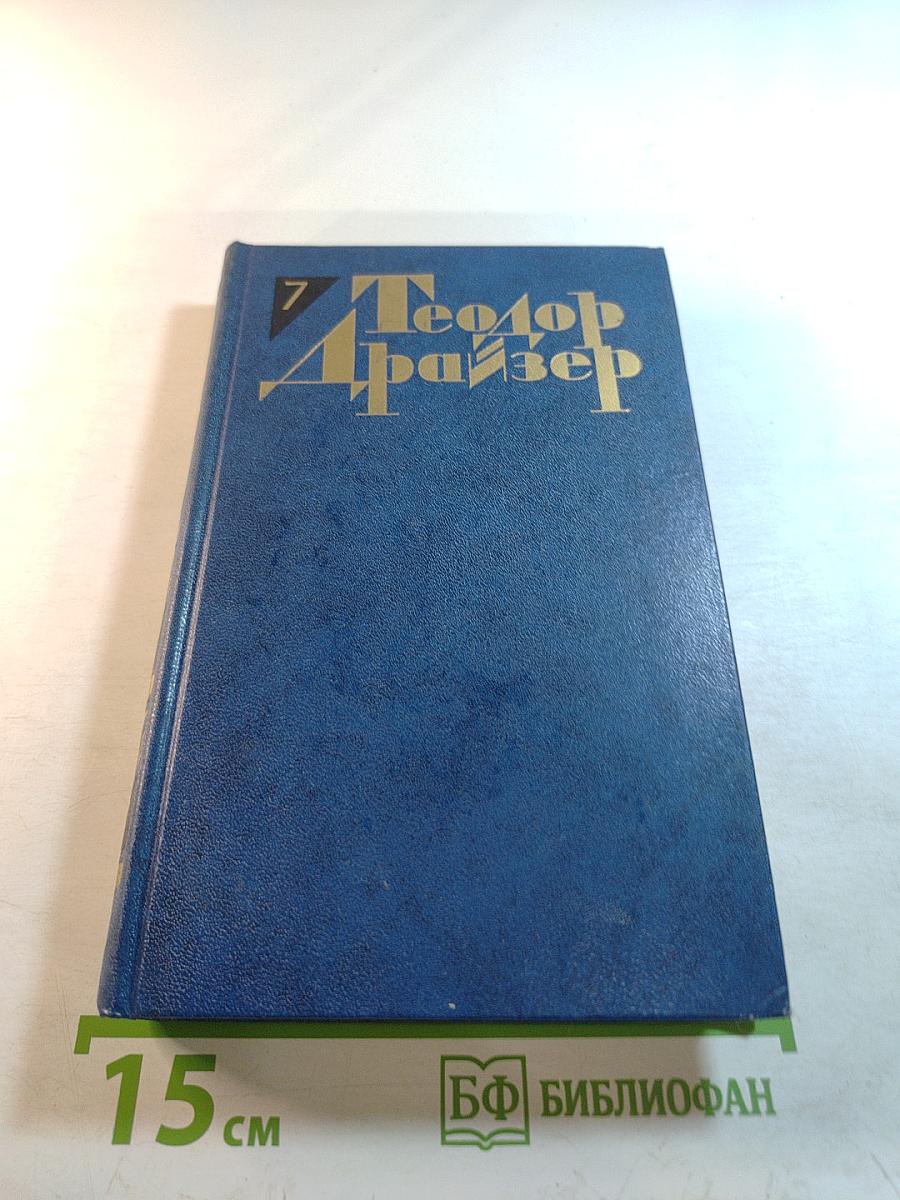 7
Теодор
Драйзер
15 см
БФ БИБЛИОФАН